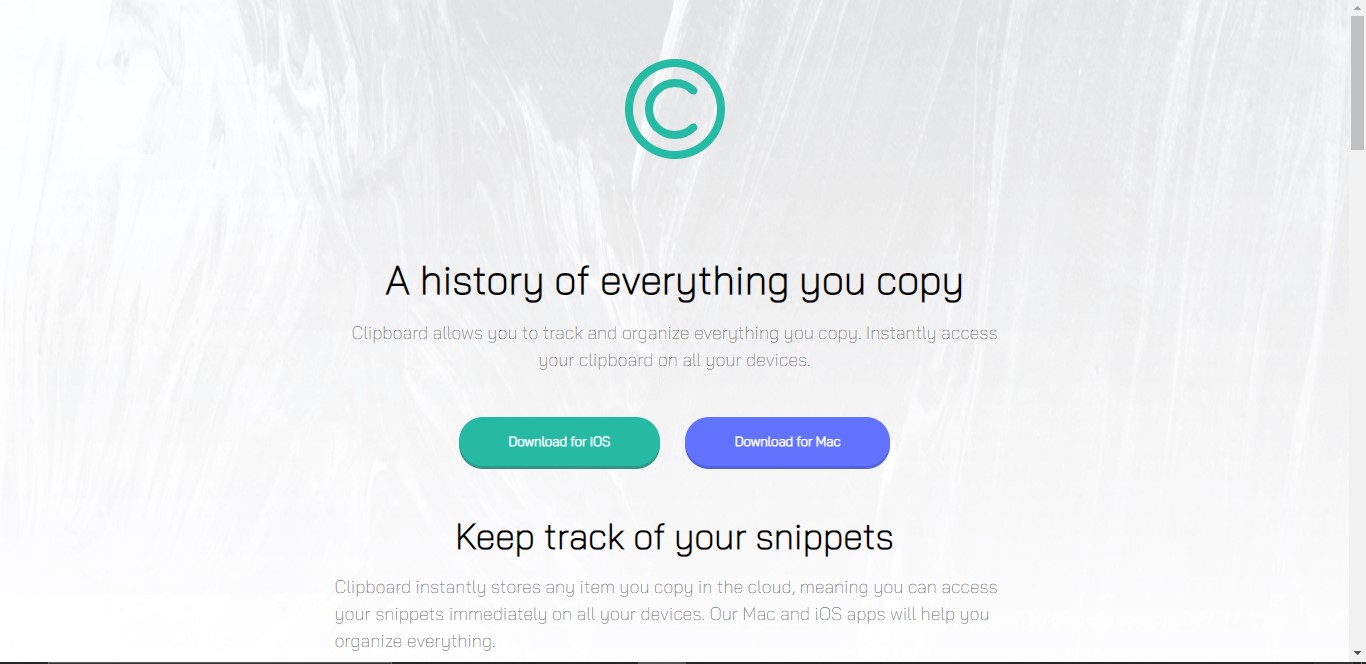 A history of everything you copy
Clipboard allows you to track and organize everything you copy. Instantly access
your clipboard on all your devices.
Download for iOS
Download for Mac
Keep track of your snippets
Clipboard instantly stores any item you copy in the cloud, meaning you can access
your snippets immediately on all your devices. Our Mac and iOS apps will help you
organize everything.